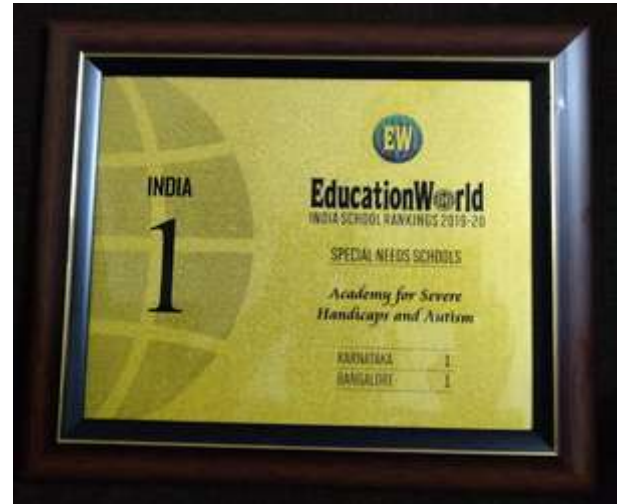 INDIA
1
EW
EducationWorld
INDIA SCHOOL RANKINGS 2019-20
SPECIAL NEEDS SCHOOLS
Academy for Severe
Handicaps and Autism
KARNATAKA 1
BANGALORE 1